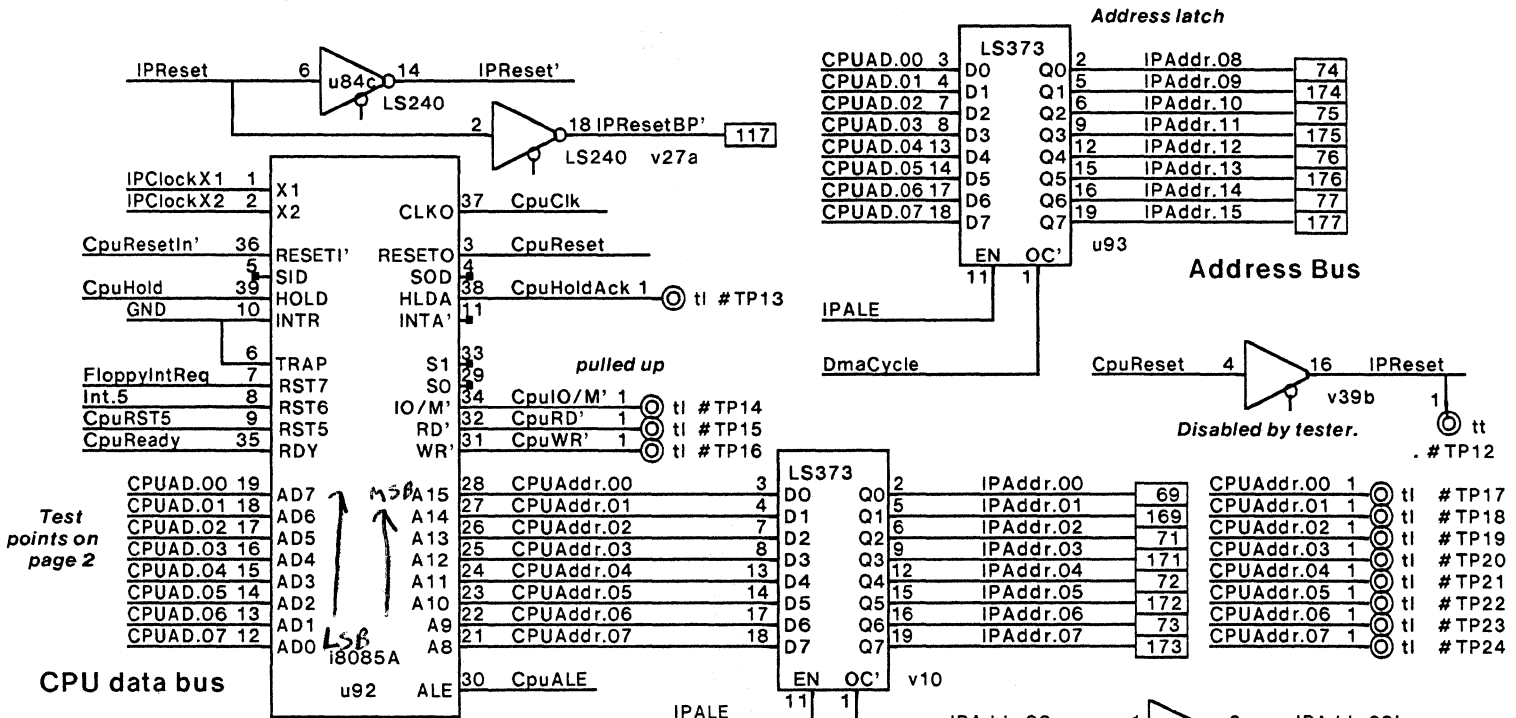 Address latch
IPReset 6 u84c 14 IPReset'
LS240
2 18 IPResetBP' 117
LS240 v27a
LS373
CPUAD.00 3 D0 Q0 2 IPAddr.08 74
CPUAD.01 4 D1 Q1 5 IPAddr.09 174
CPUAD.02 7 D2 Q2 6 IPAddr.10 75
CPUAD.03 8 D3 Q3 9 IPAddr.11 175
CPUAD.04 13 D4 Q4 12 IPAddr.12 76
CPUAD.05 14 D5 Q5 15 IPAddr.13 176
CPUAD.06 17 D6 Q6 16 IPAddr.14 77
CPUAD.07 18 D7 Q7 19 IPAddr.15 177
EN OC' u93
11 1
IPALE
DmaCycle
Address Bus
IPClockX1 1 X1
IPClockX2 2 X2 CLKO 37 CpuClk
CpuResetIn' 36 RESETI' RESETO 3 CpuReset
5 SID SOD 4
CpuHold 39 HOLD HLDA 38 CpuHoldAck 1 tl #TP13
GND 10 INTR INTA' 11
6 TRAP S1 33
FloppyIntReq 7 RST7 S0 29
pulled up
Int.5 8 RST6 IO/M' 34 CpuIO/M' 1 tl #TP14
CpuRST5 9 RST5 RD' 32 CpuRD' 1 tl #TP15
CpuReady 35 RDY WR' 31 CpuWR' 1 tl #TP16
CpuReset 4 16 IPReset
v39b
1 tt
Disabled by tester.
. #TP12
LS373
CPUAD.00 19 AD7 MSB A15 28 CPUAddr.00 3 D0 Q0 2 IPAddr.00 69
CPUAD.01 18 AD6 A14 27 CPUAddr.01 4 D1 Q1 5 IPAddr.01 169
CPUAD.02 17 AD5 A13 26 CPUAddr.02 7 D2 Q2 6 IPAddr.02 71
CPUAD.03 16 AD4 A12 25 CPUAddr.03 8 D3 Q3 9 IPAddr.03 171
CPUAD.04 15 AD3 A11 24 CPUAddr.04 13 D4 Q4 12 IPAddr.04 72
CPUAD.05 14 AD2 A10 23 CPUAddr.05 14 D5 Q5 15 IPAddr.05 172
CPUAD.06 13 AD1 A9 22 CPUAddr.06 17 D6 Q6 16 IPAddr.06 73
CPUAD.07 12 AD0 LSB A8 21 CPUAddr.07 18 D7 Q7 19 IPAddr.07 173
Test
points on
page 2
CPUAD.00 1 tl #TP17
CPUAD.01 1 tl #TP18
CPUAD.02 1 tl #TP19
CPUAD.03 1 tl #TP20
CPUAD.04 1 tl #TP21
CPUAD.05 1 tl #TP22
CPUAD.06 1 tl #TP23
CPUAD.07 1 tl #TP24
i8085A
CPU data bus
u92 ALE 30 CpuALE
EN OC' v10
11 1
IPALE